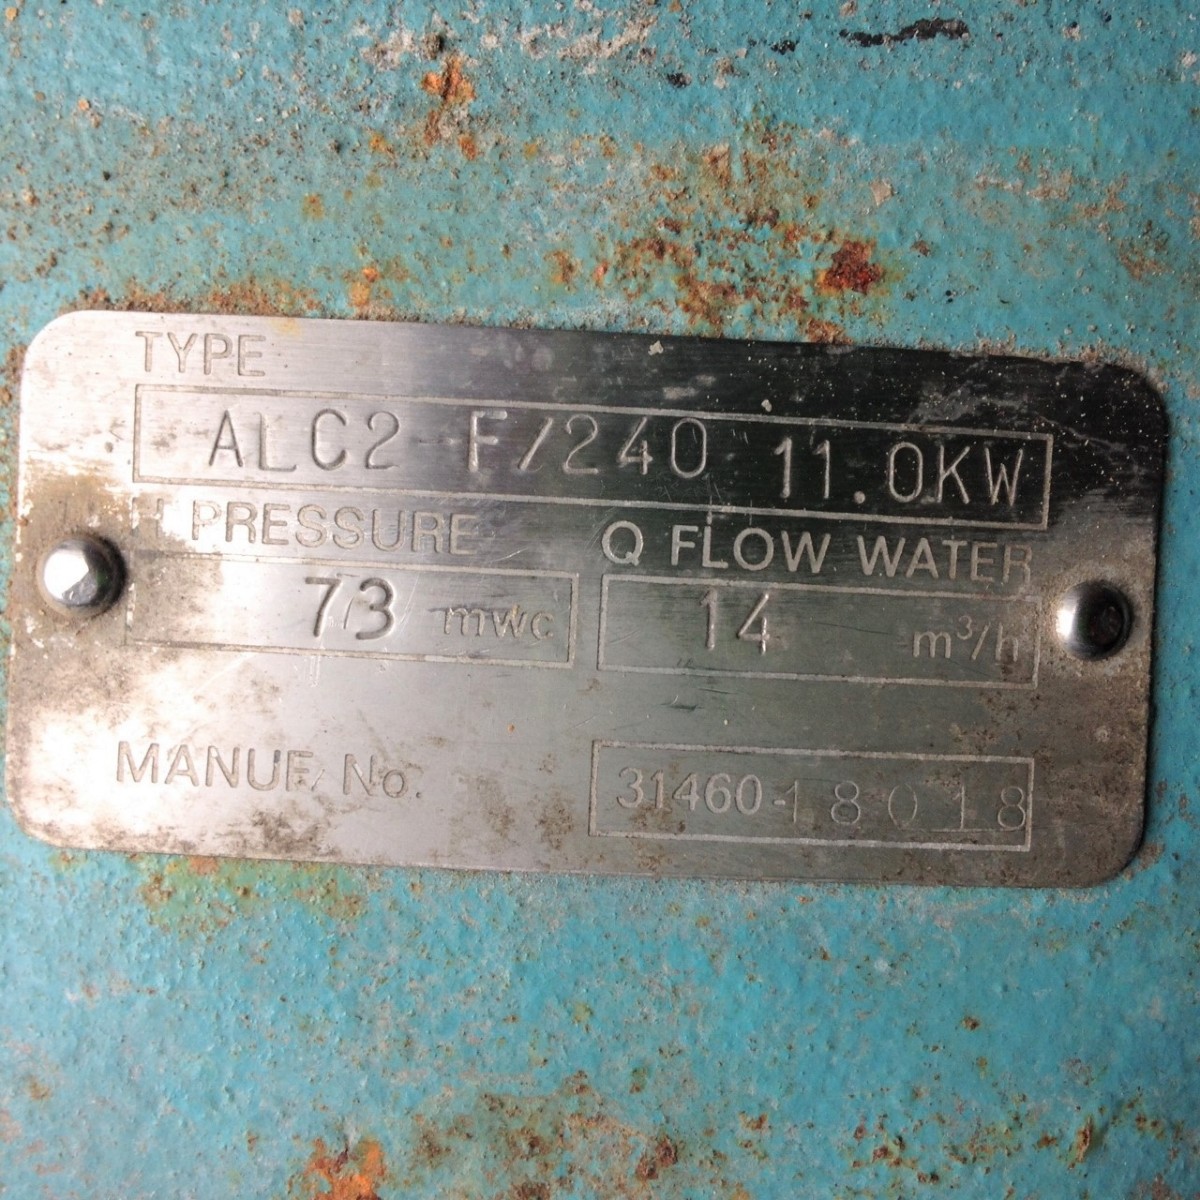 TYPE
ALC2-F/240 11.0KW
H PRESSURE Q FLOW WATER
73 mwc 14 m³/h
MANUF. No. 31460-18018